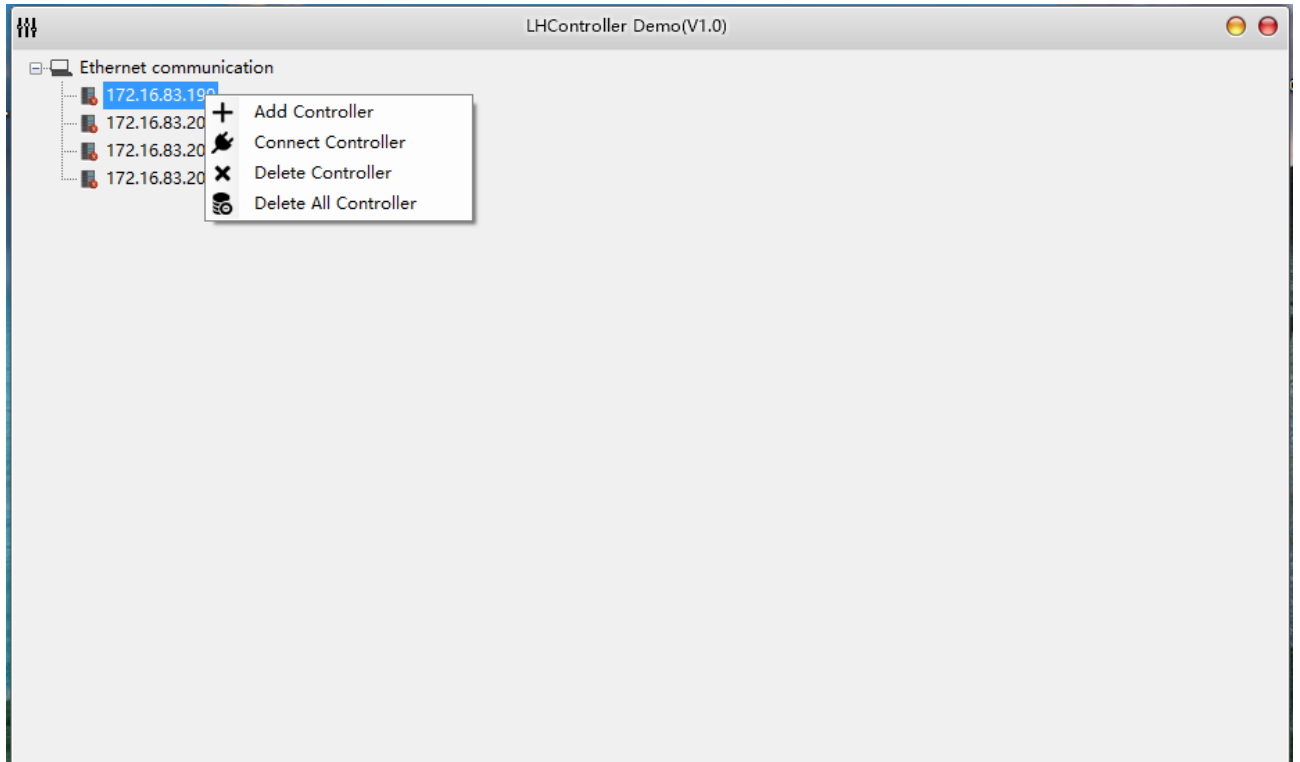 LHController Demo(V1.0)
Ethernet communication
172.16.83.190
Add Controller
172.16.83.20
Connect Controller
172.16.83.20
Delete Controller
172.16.83.20
Delete All Controller